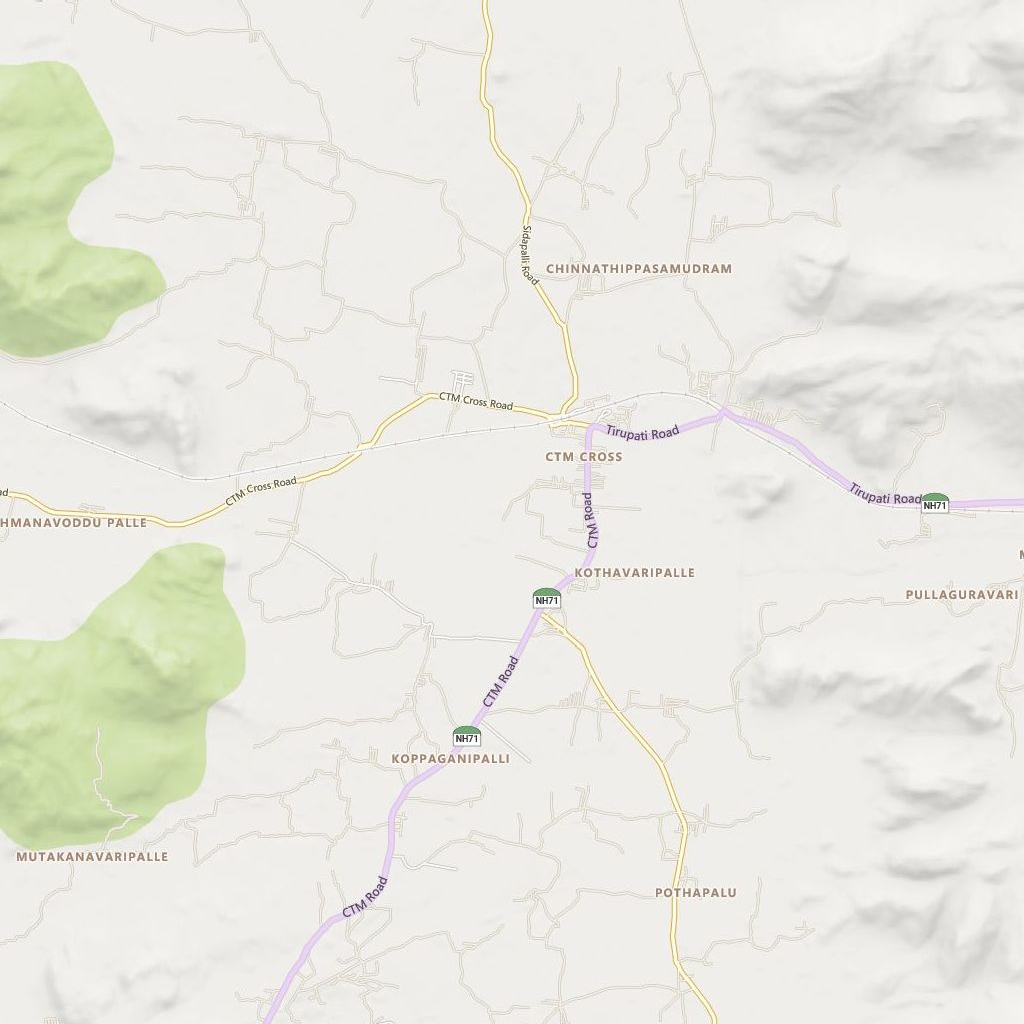 Sidapalli Road
CHINNATHIPPASAMUDRAM
CTM Cross Road
Tirupati Road
CTM CROSS
CTM Cross Road
Tirupati Road
NH71
CTM Road
HMANAVODDU PALLE
KOTHAVARIPALLE
PULLAGURAVARI
NH71
CTM Road
NH71
KOPPAGANIPALLI
MUTAKANAVARIPALLE
CTM Road
POTHAPALU